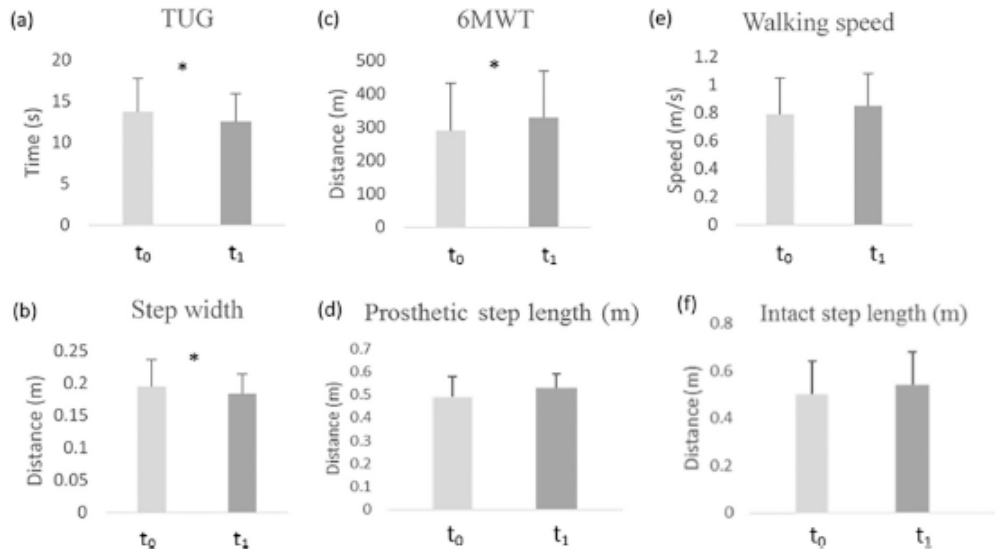 (a) TUG
Time (s)
20
15
10
5
0
*
t₀ t₁
(c) 6MWT
Distance (m)
500
400
300
200
100
0
*
t₀ t₁
(e) Walking speed
Speed (m/s)
1.2
1
0.8
0.6
0.4
0.2
0
t₀ t₁
(b) Step width
Distance (m)
0.25
0.2
0.15
0.1
0.05
0
*
t₀ t₁
(d) Prosthetic step length (m)
Distance (m)
0.7
0.6
0.5
0.4
0.3
0.2
0.1
0
t₀ t₁
(f) Intact step length (m)
Distance (m)
0.8
0.6
0.4
0.2
0
t₀ t₁